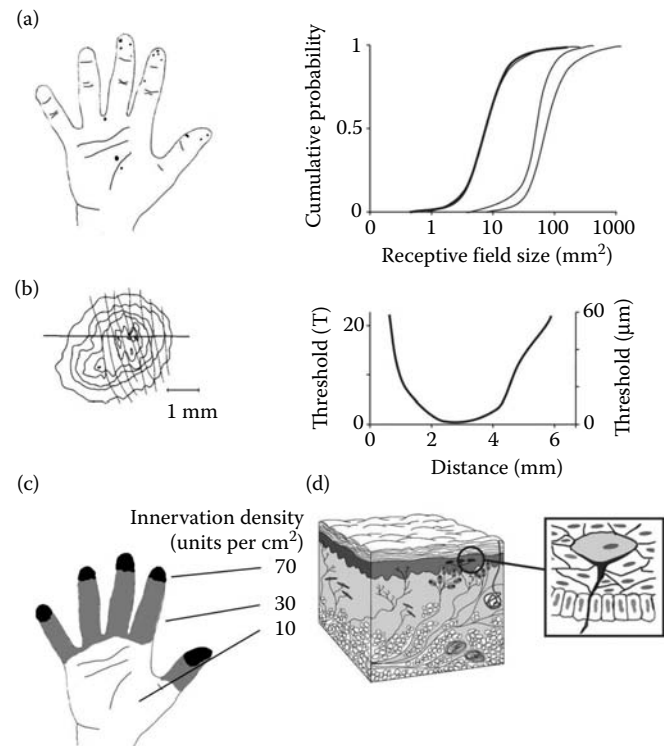 (a)
Cumulative probability
1
0.5
0
0 1 10 100 1000
Receptive field size (mm²)
(b)
1 mm
Threshold (T)
20
0
60
0
Threshold (μm)
0 2 4 6
Distance (mm)
(c)
Innervation density
(units per cm²)
70
30
10
(d)